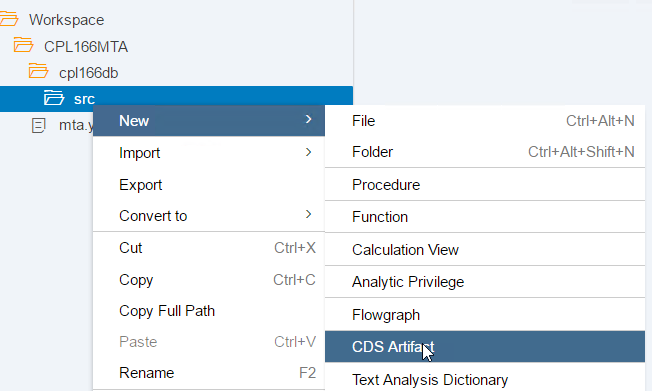 Workspace
CPL166MTA
cpl166db
src
mta.y
New >
Import >
Export
Convert to >
Cut Ctrl+X
Copy Ctrl+C
Copy Full Path
Paste Ctrl+V
Rename F2
File Ctrl+Alt+N
Folder Ctrl+Alt+Shift+N
Procedure
Function
Calculation View
Analytic Privilege
Flowgraph
CDS Artifact
Text Analysis Dictionary